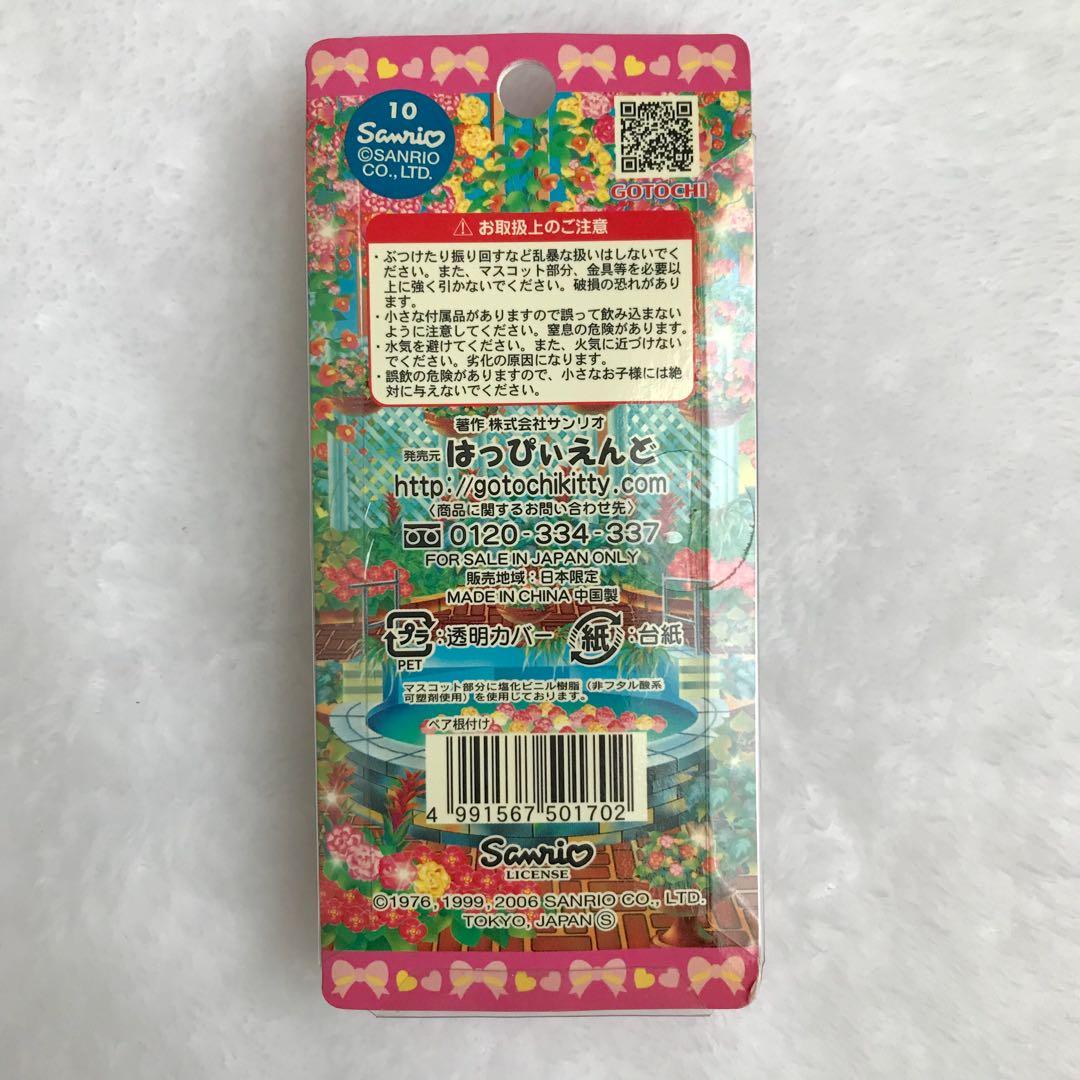 10
Sanrio
©SANRIO
CO., LTD.
GOTOCHI
⚠ お取扱上のご注意
・ぶつけたり振り回すなど乱暴な扱いはしないでく
ださい。また、マスコット部分、金具等を必要以
上に強く引かないでください。破損の恐れがあり
ます。
・小さな付属品がありますので誤って飲み込まない
ように注意してください。窒息の危険があります。
・水気を避けてください。また、火気に近づけない
でください。劣化の原因になります。
・誤飲の危険がありますので、小さなお子様には絶
対に与えないでください。
著作 株式会社サンリオ
発売元 はっぴぃえんど
http://gotochikitty.com
〈商品に関するお問い合わせ先〉
0120-334-337
FOR SALE IN JAPAN ONLY
販売地域：日本限定
MADE IN CHINA 中国製
プラ：透明カバー 紙：台紙
PET
マスコット部分に塩化ビニル樹脂（非フタル酸系
可塑剤使用）を使用しております。
ペア根付け
4 991567 501702
Sanrio
LICENSE
©1976, 1999, 2006 SANRIO CO., LTD.
TOKYO, JAPAN Ⓢ